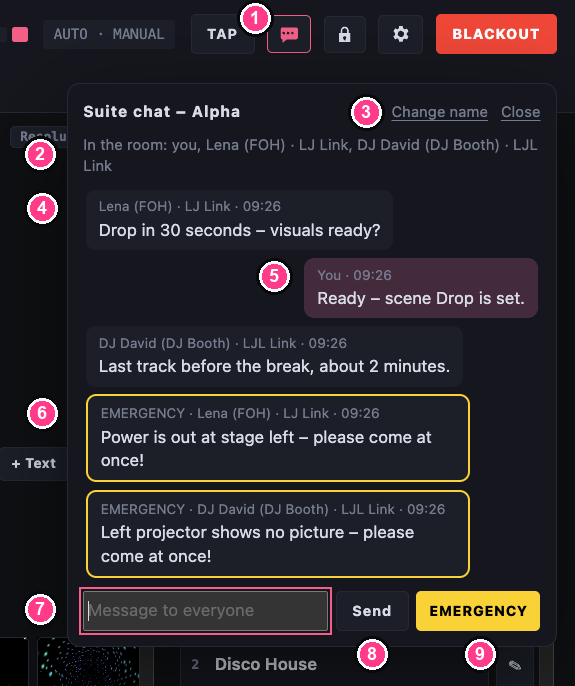 1
AUTO · MANUAL
TAP
BLACKOUT
Suite chat – Alpha
3
Change name
Close
2
In the room: you, Lena (FOH) · LJ Link, DJ David (DJ Booth) · LJL
Link
4
Lena (FOH) · LJ Link · 09:26
Drop in 30 seconds – visuals ready?
5
You · 09:26
Ready – scene Drop is set.
DJ David (DJ Booth) · LJL Link · 09:26
Last track before the break, about 2 minutes.
6
EMERGENCY · Lena (FOH) · LJ Link · 09:26
Power is out at stage left – please come at
once!
+ Text
EMERGENCY · DJ David (DJ Booth) · LJL Link · 09:26
Left projector shows no picture – please
come at once!
7
Message to everyone
Send
EMERGENCY
8
9
2
Disco House